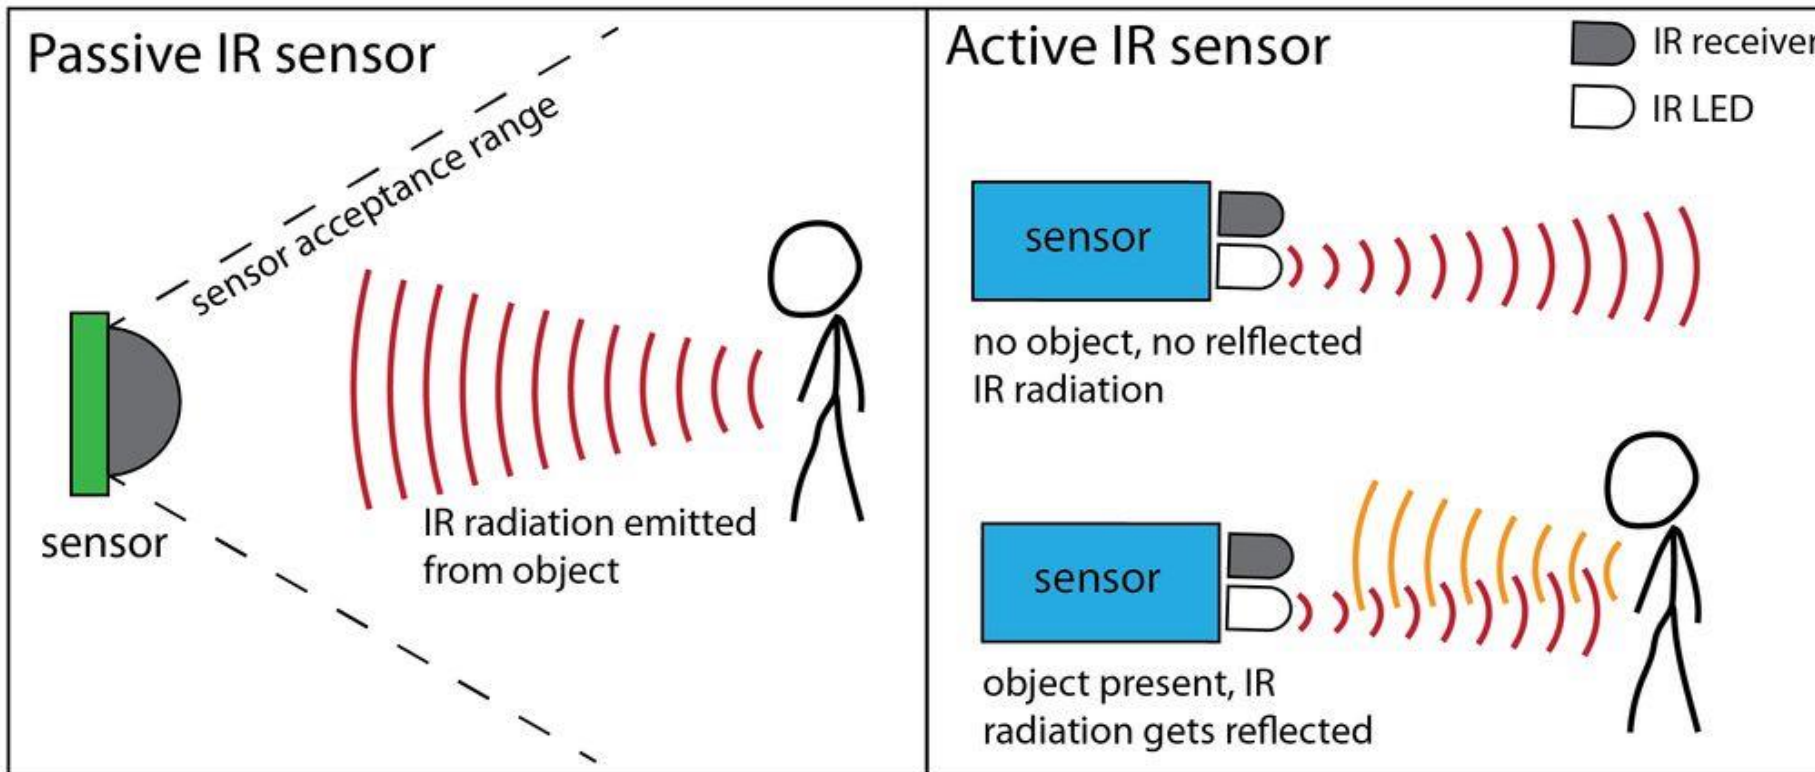 Passive IR sensor
sensor acceptance range
sensor
IR radiation emitted
from object
Active IR sensor
IR receiver
IR LED
sensor
no object, no relflected
IR radiation
sensor
object present, IR
radiation gets reflected